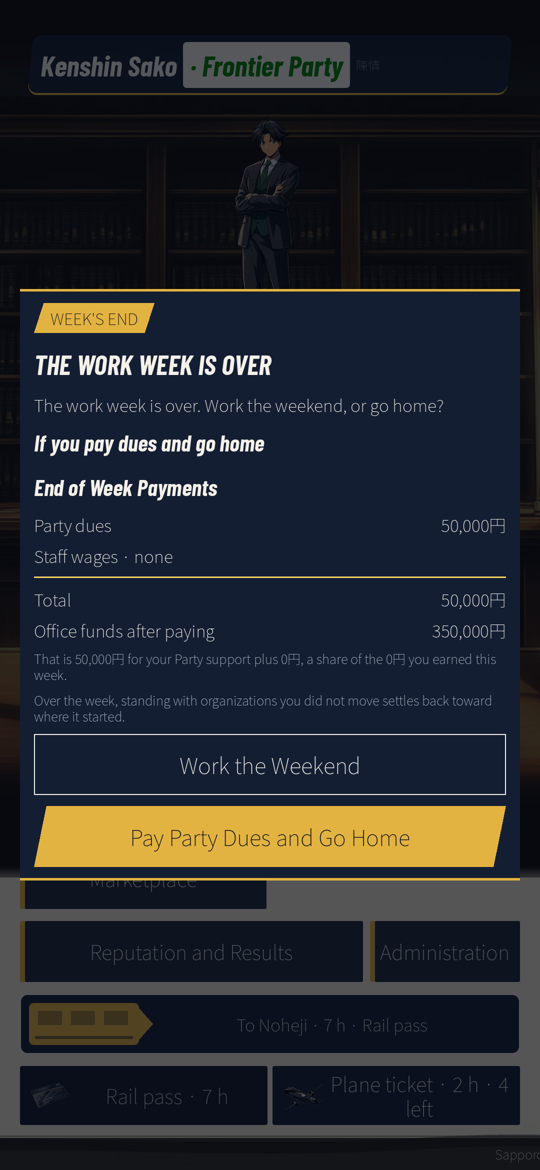 Kenshin Sako · Frontier Party 陳情
WEEK'S END
THE WORK WEEK IS OVER
The work week is over. Work the weekend, or go home?
If you pay dues and go home
End of Week Payments
Party dues 50,000円
Staff wages · none
Total 50,000円
Office funds after paying 350,000円
That is 50,000円 for your Party support plus 0円, a share of the 0円 you earned this
week.
Over the week, standing with organizations you did not move settles back toward
where it started.
Work the Weekend
Pay Party Dues and Go Home
Marketplace
Reputation and Results Administration
To Noheji · 7 h · Rail pass
Rail pass · 7 h
Plane ticket · 2 h · 4
left